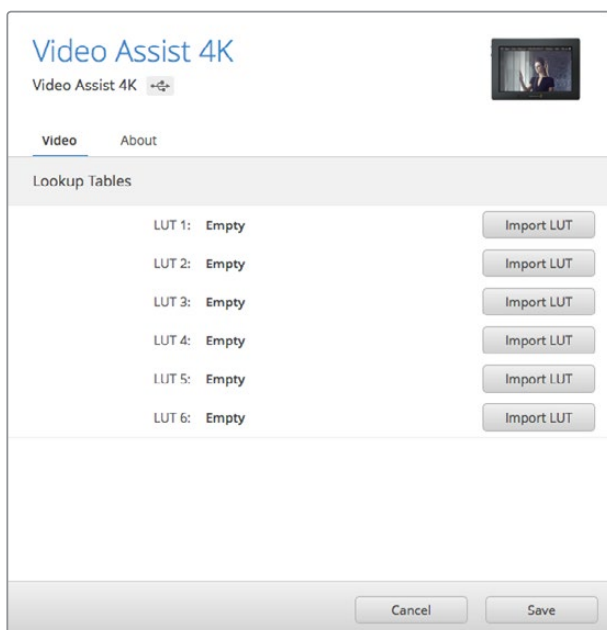 Video Assist 4K
Video Assist 4K
Video About
Lookup Tables
LUT 1: Empty Import LUT
LUT 2: Empty Import LUT
LUT 3: Empty Import LUT
LUT 4: Empty Import LUT
LUT 5: Empty Import LUT
LUT 6: Empty Import LUT
Cancel Save